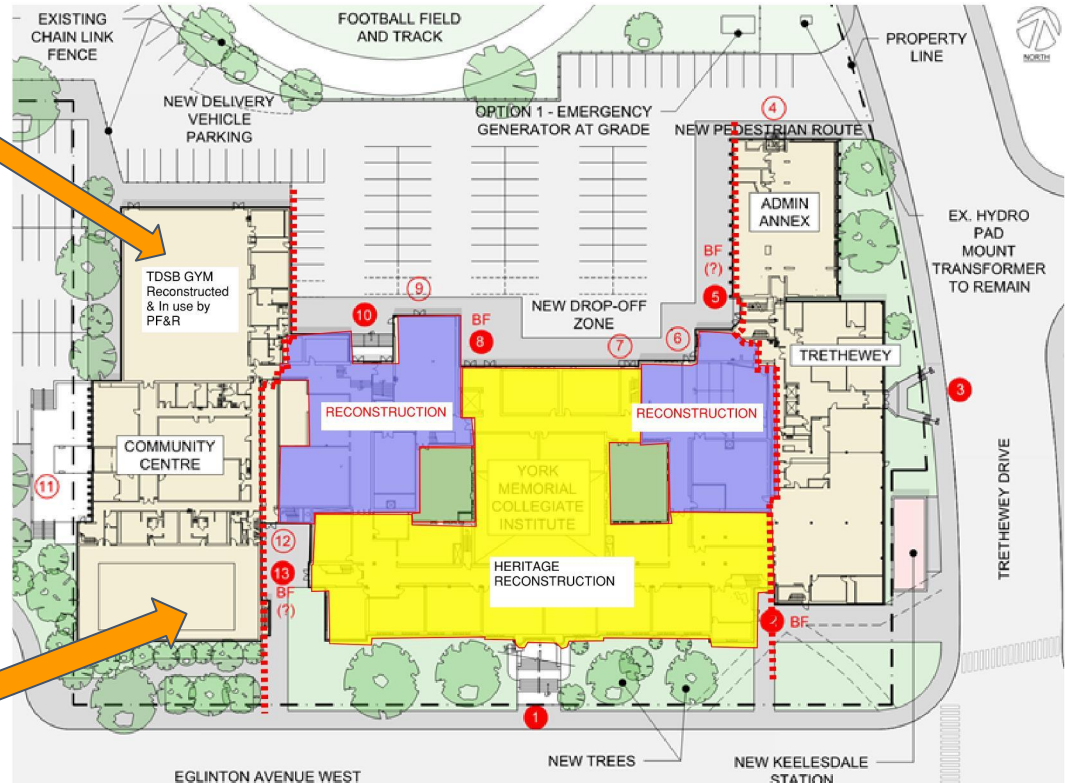 EXISTING
CHAIN LINK
FENCE
FOOTBALL FIELD
AND TRACK
PROPERTY
LINE
NORTH
NEW DELIVERY
VEHICLE
PARKING
OPTION 1 - EMERGENCY
GENERATOR AT GRADE
4
NEW PEDESTRIAN ROUTE
ADMIN
ANNEX
EX. HYDRO
PAD
MOUNT
TRANSFORMER
TO REMAIN
TDSB GYM
Reconstructed
& In use by
PF&R
BF
(?)
5
9
10
NEW DROP-OFF
ZONE
BF
8
7
6
TRETHEWEY
3
RECONSTRUCTION
RECONSTRUCTION
COMMUNITY
CENTRE
11
YORK
MEMORIAL
COLLEGIATE
INSTITUTE
12
13
BF
(?)
HERITAGE
RECONSTRUCTION
TRETHEWEY DRIVE
2 BF
1
NEW TREES
NEW KEELESDALE
STATION
EGLINTON AVENUE WEST